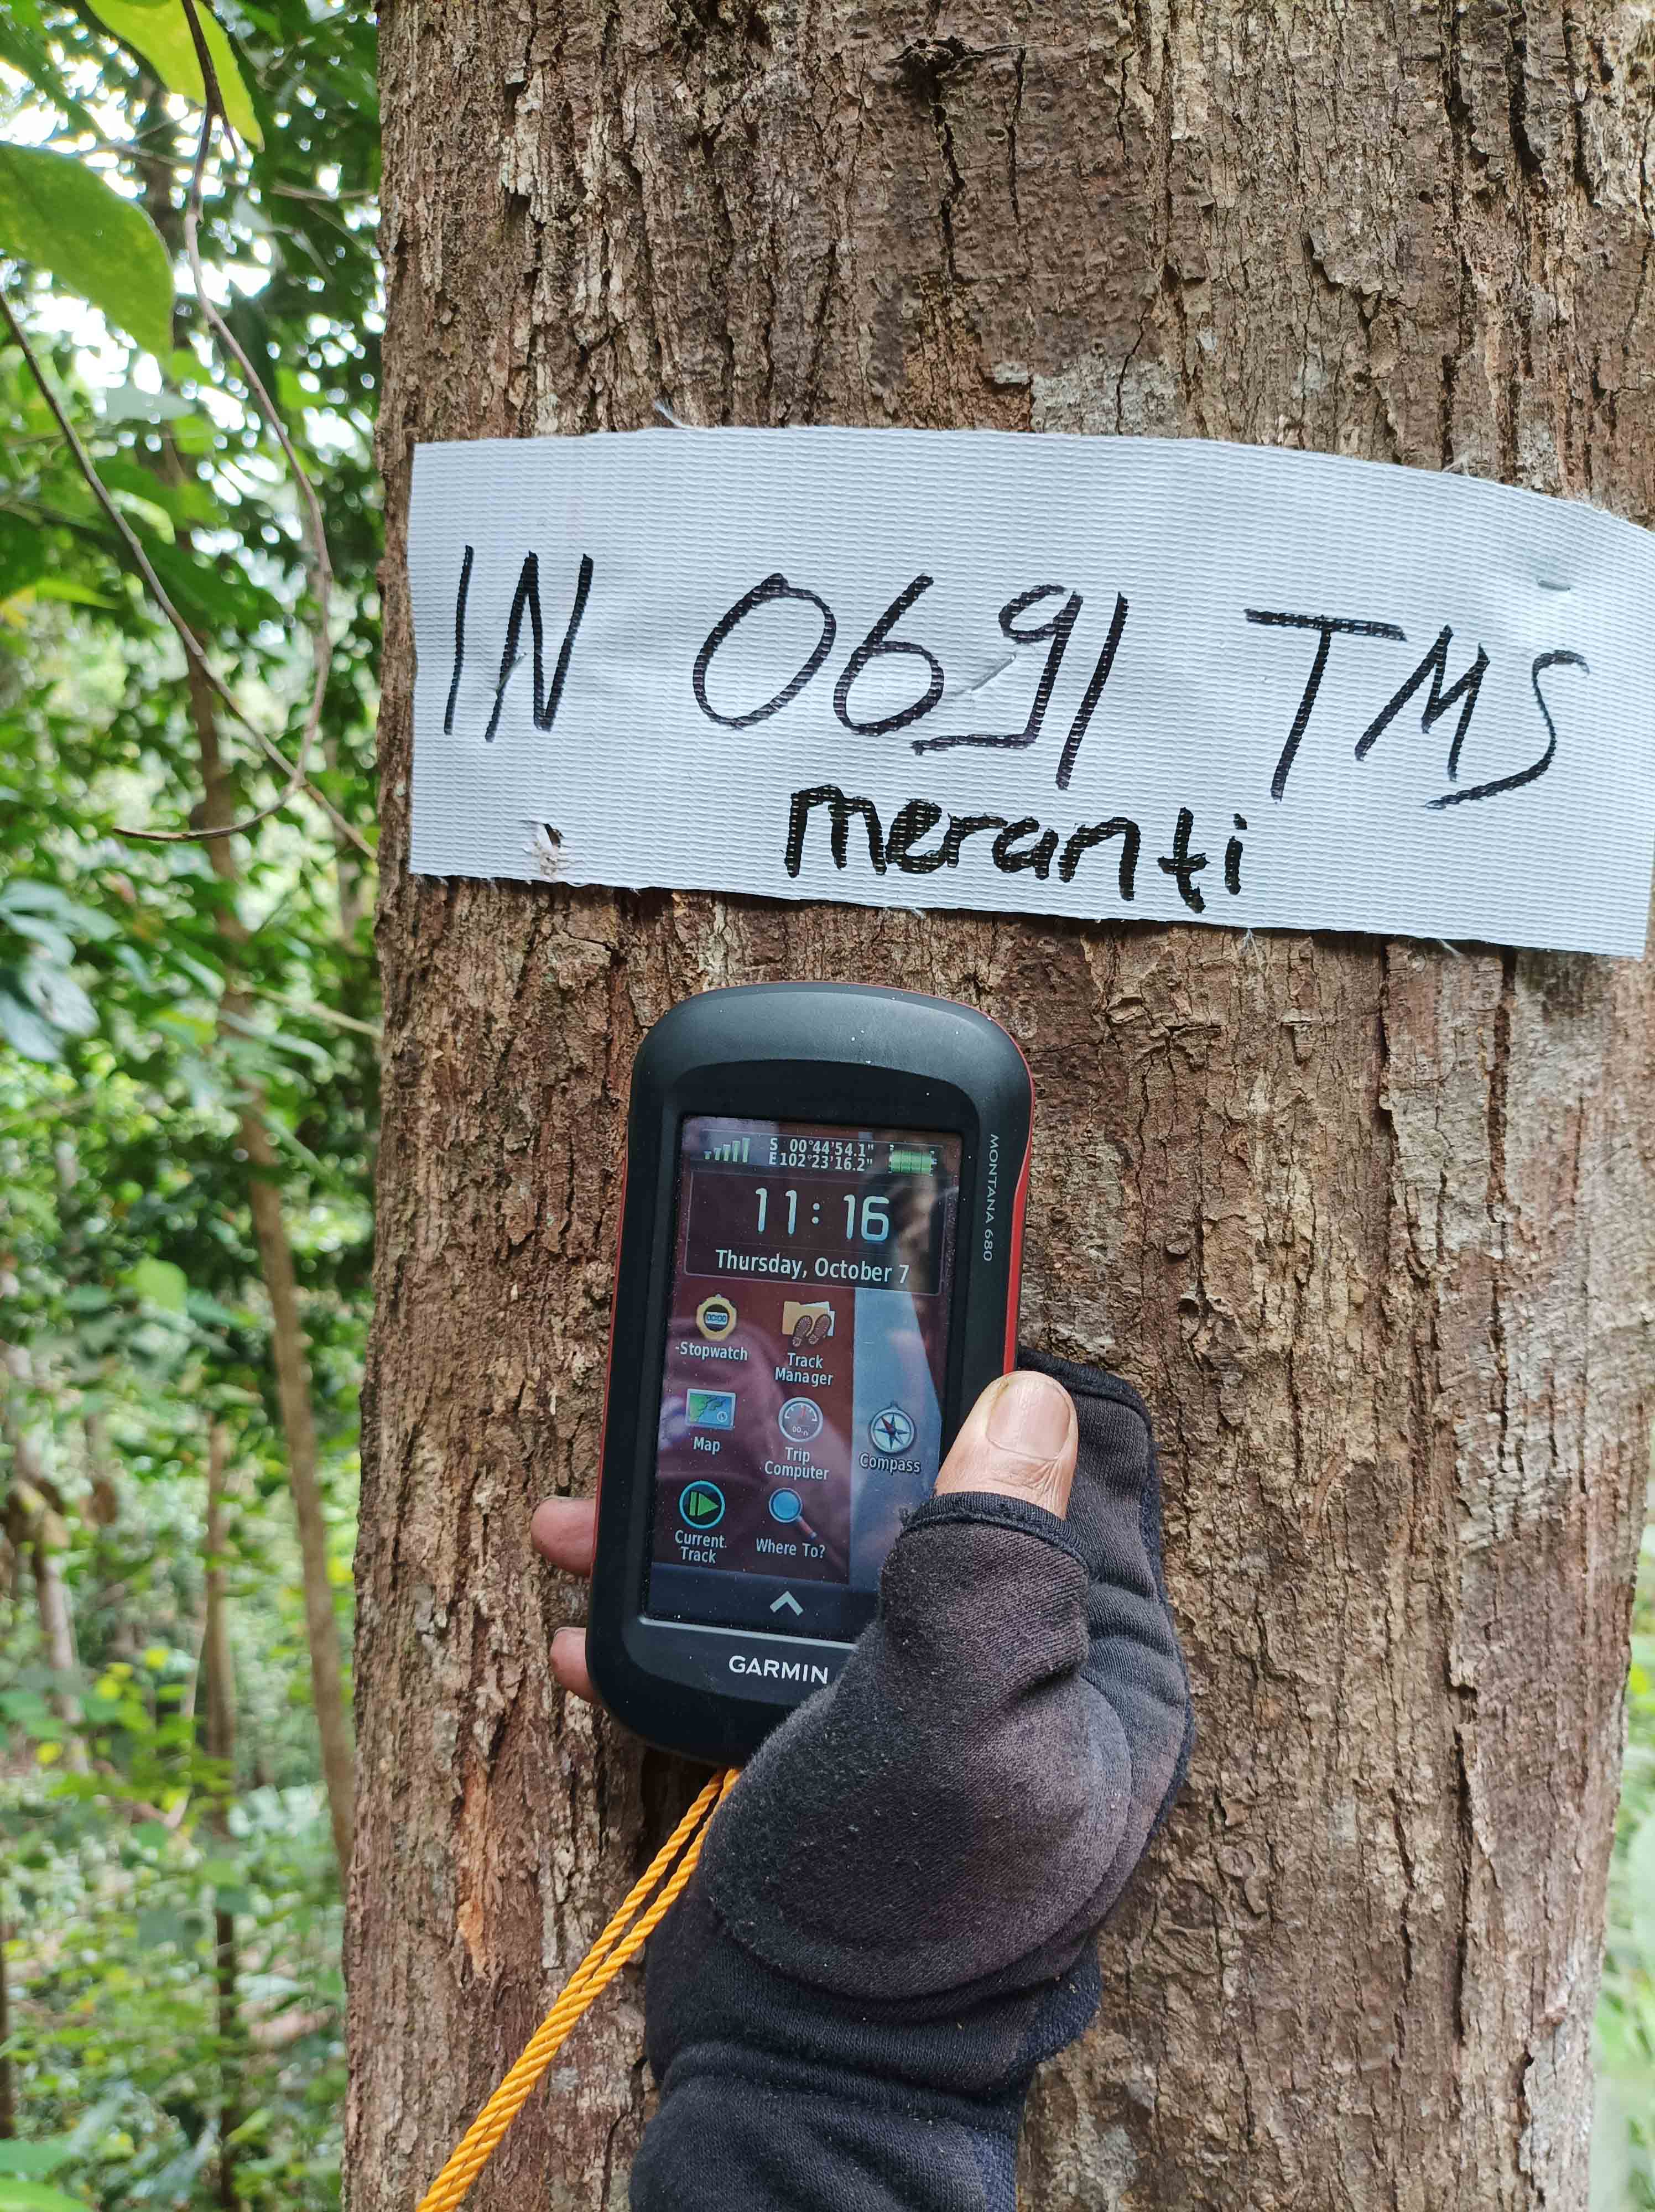 IN 0691 TMS
meranti
S 00°44'54.1"
E102°23'16.2"
11:16
Thursday, October 7
Stopwatch
Track
Manager
Map
Trip
Computer
Compass
Current
Track
Where To?
GARMIN
MONTANA 680